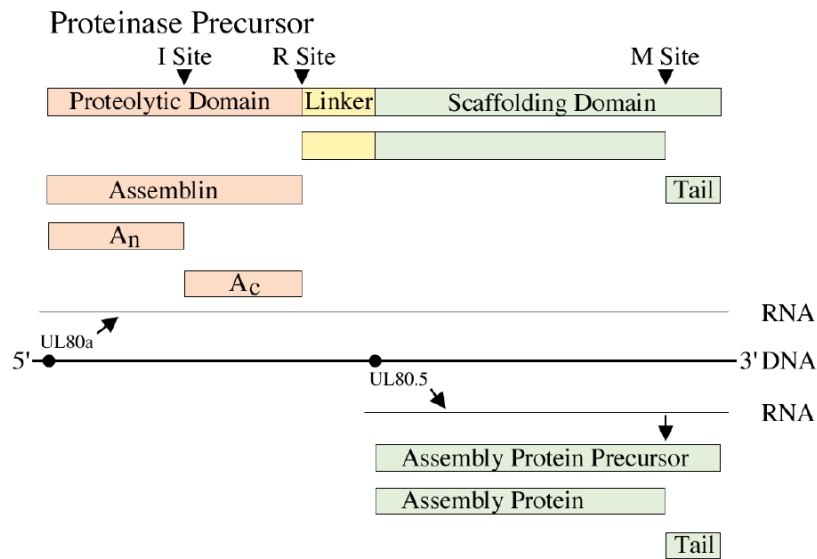 Proteinase Precursor
I Site R Site M Site
Proteolytic Domain Linker Scaffolding Domain
Assemblin Tail
An
Ac
RNA
UL80a
5' 3' DNA
UL80.5
RNA
Assembly Protein Precursor
Assembly Protein
Tail